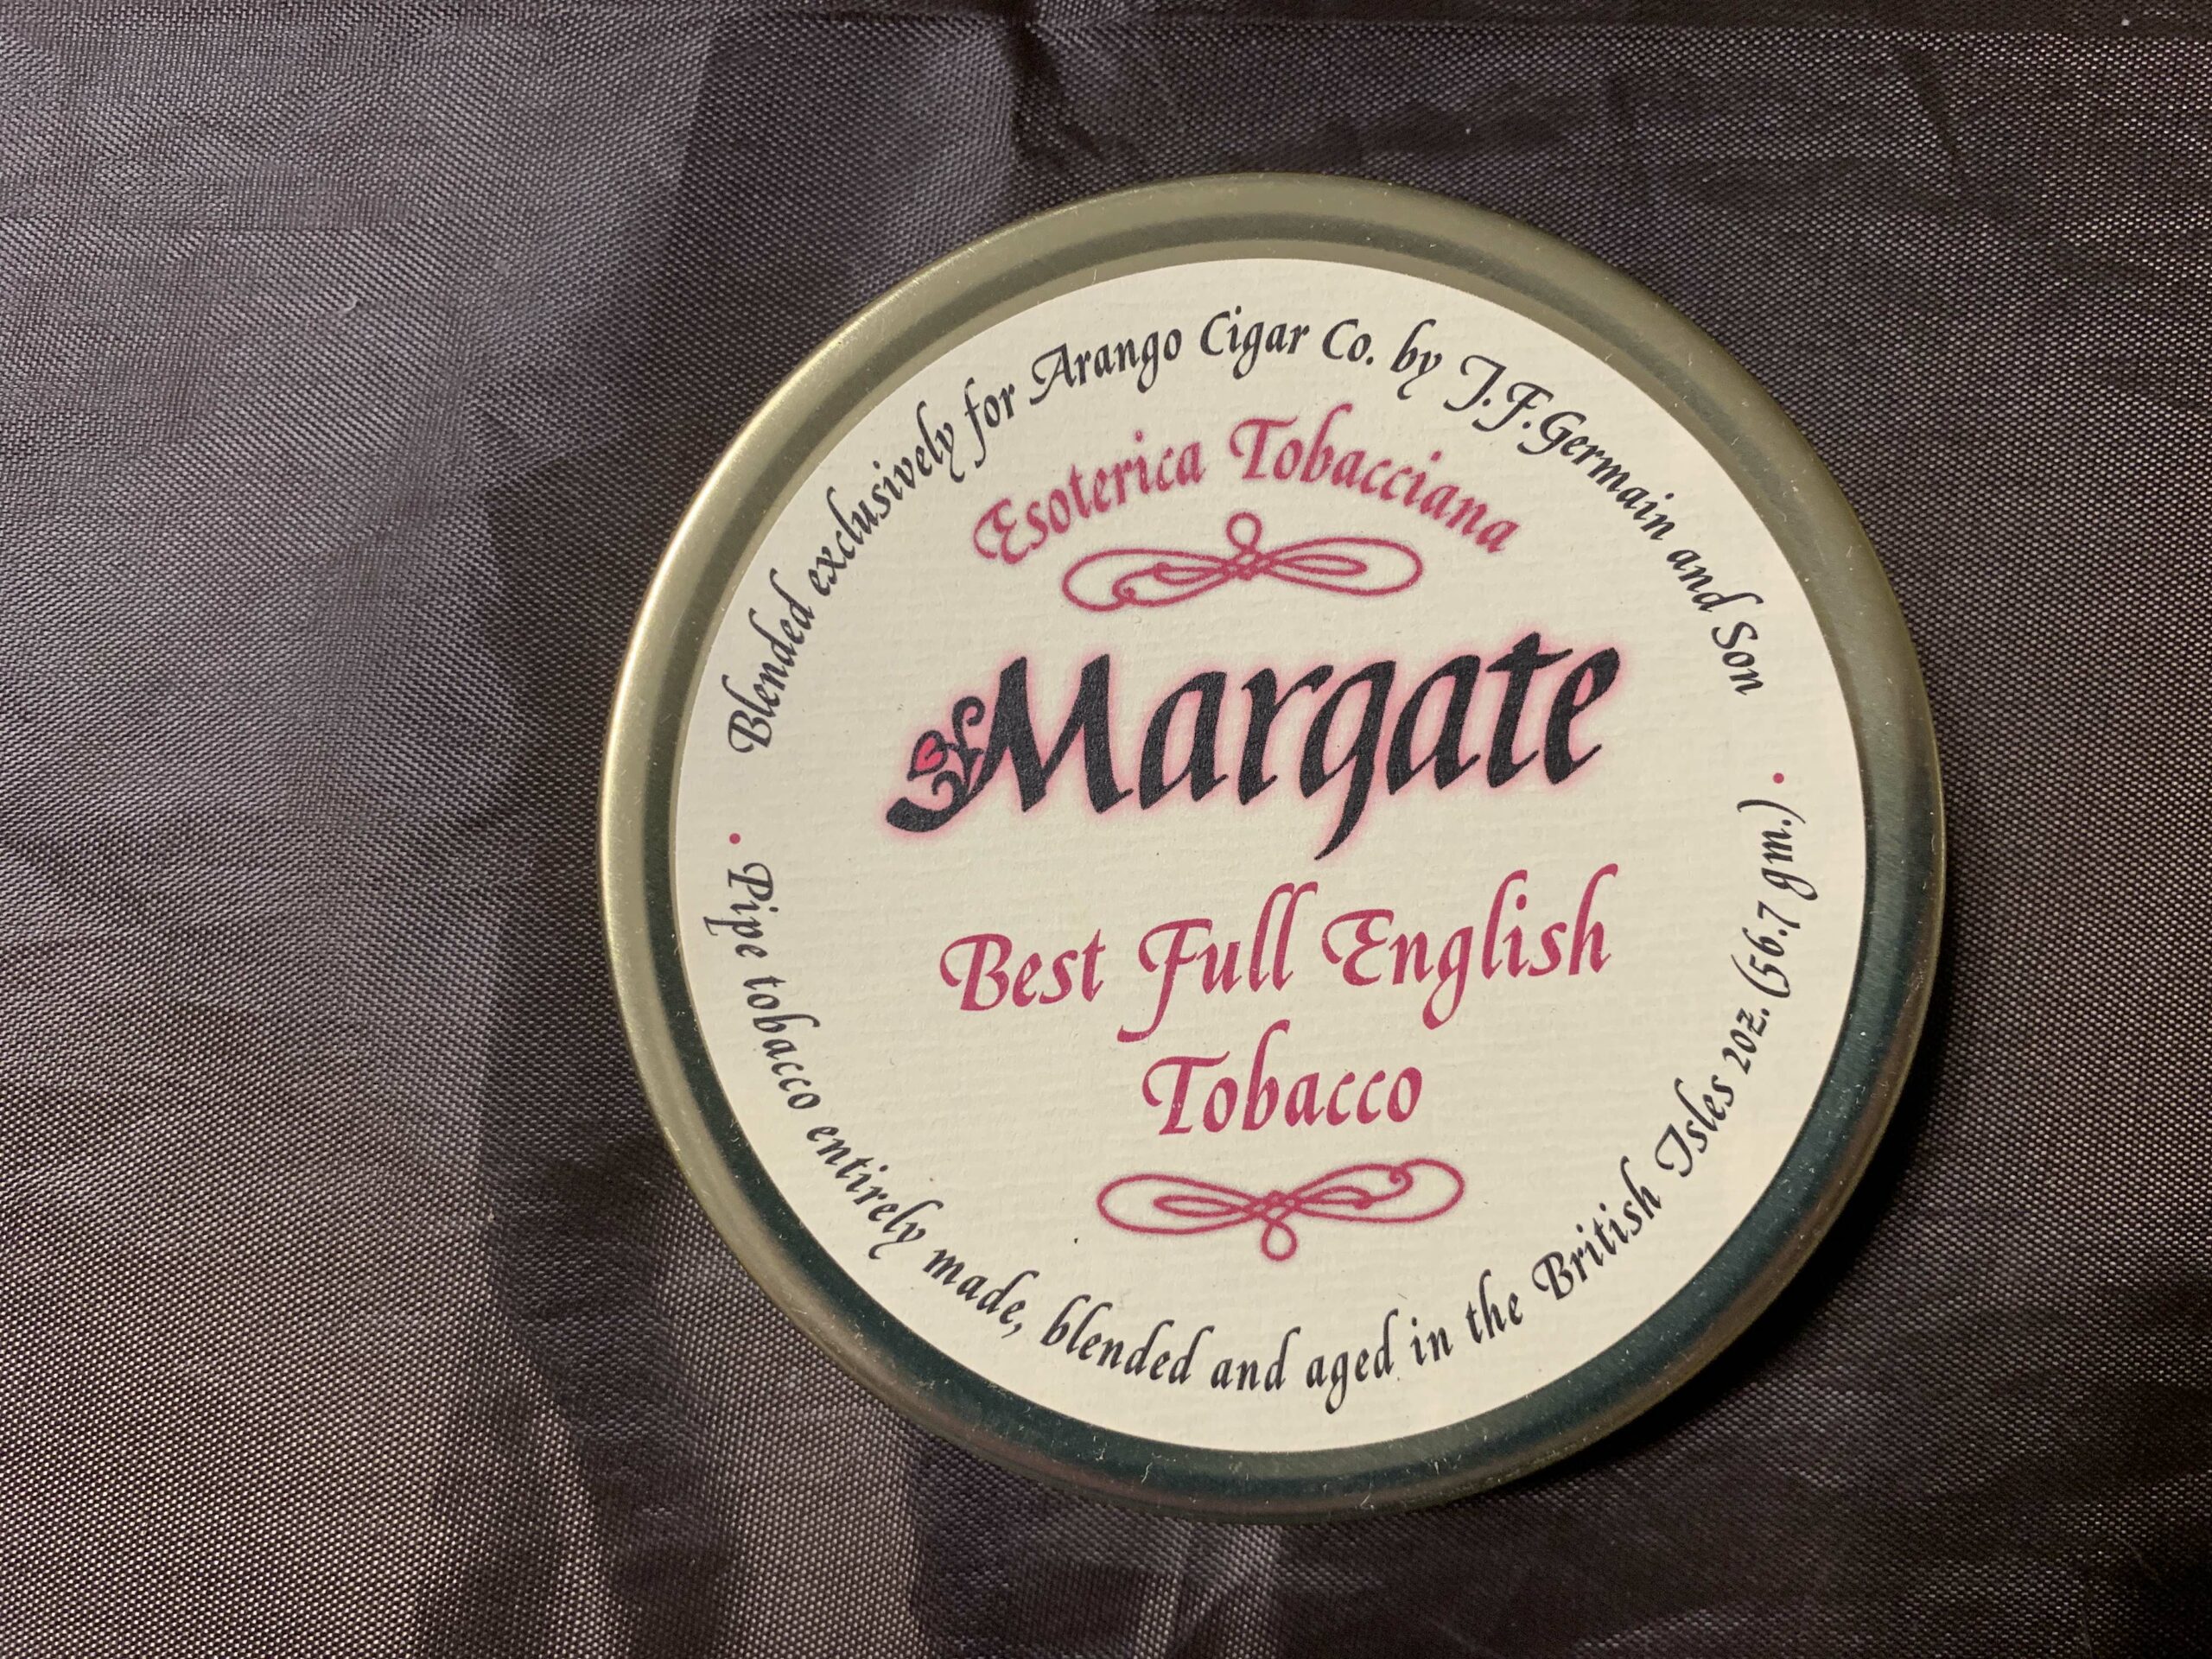 Blended exclusively for Arango Cigar Co. by J.F.Germain and Son
Esoterica Tobacciana
Margate
Best Full English
Tobacco
Pipe tobacco entirely made, blended and aged in the British Isles 2oz. (56.7 gm.)